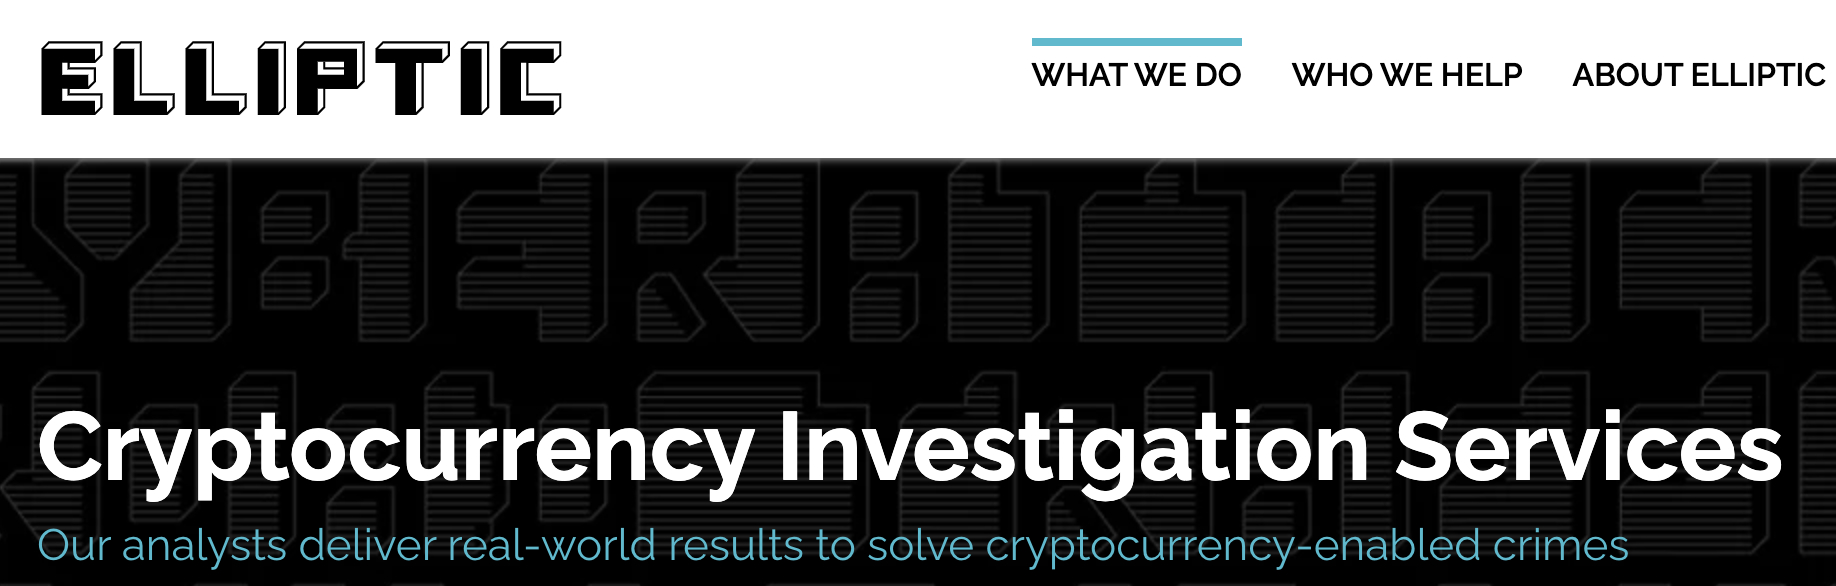 ELLIPTIC
WHAT WE DO
WHO WE HELP
ABOUT ELLIPTIC
Cryptocurrency Investigation Services
Our analysts deliver real-world results to solve cryptocurrency-enabled crimes